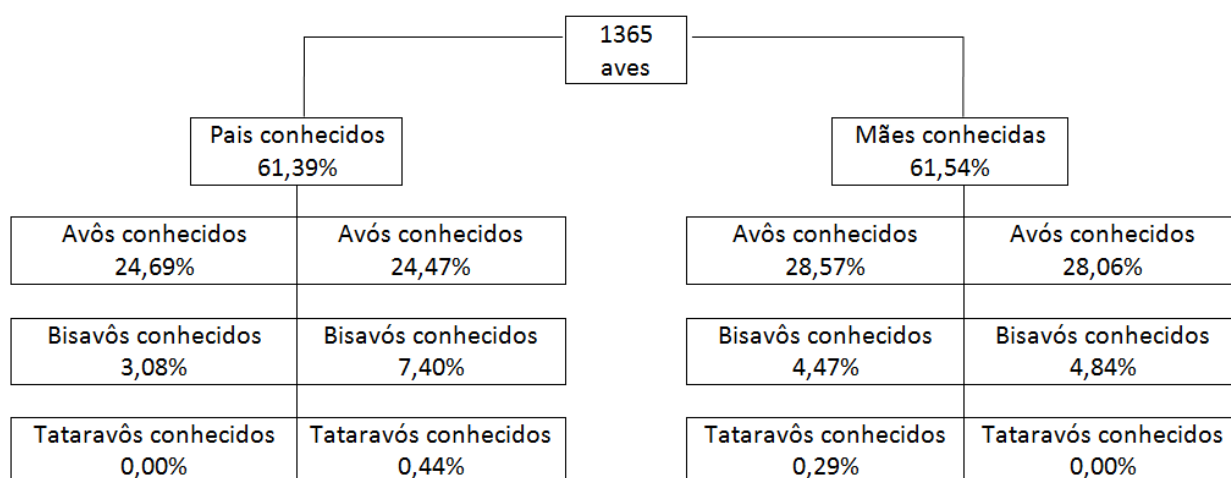 1365
aves
Pais conhecidos
61,39%
Mães conhecidas
61,54%
Avôs conhecidos
24,69%
Avós conhecidos
24,47%
Avôs conhecidos
28,57%
Avós conhecidos
28,06%
Bisavôs conhecidos
3,08%
Bisavós conhecidos
7,40%
Bisavôs conhecidos
4,47%
Bisavós conhecidos
4,84%
Tataravôs conhecidos
0,00%
Tataravós conhecidos
0,44%
Tataravôs conhecidos
0,29%
Tataravós conhecidos
0,00%